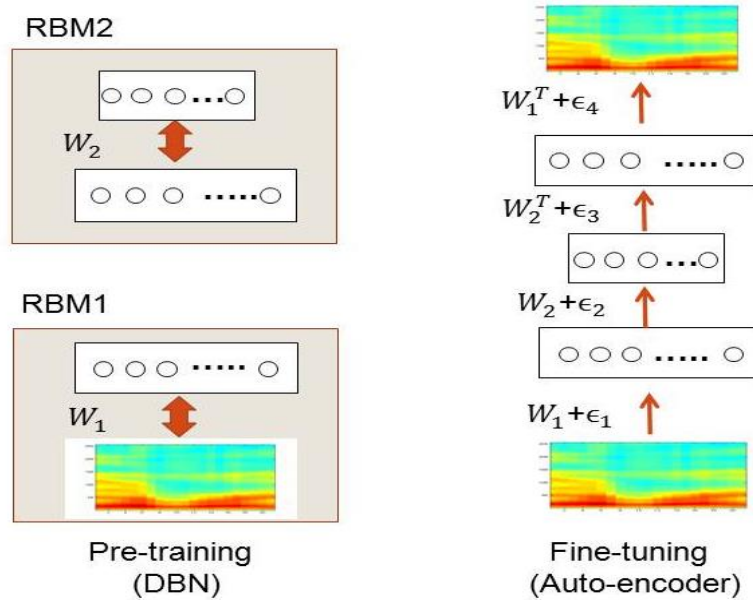 RBM2
W₂
RBM1
W₁
Pre-training
(DBN)
W₁ᵀ+ϵ₄
W₂ᵀ+ϵ₃
W₂+ϵ₂
W₁+ϵ₁
Fine-tuning
(Auto-encoder)